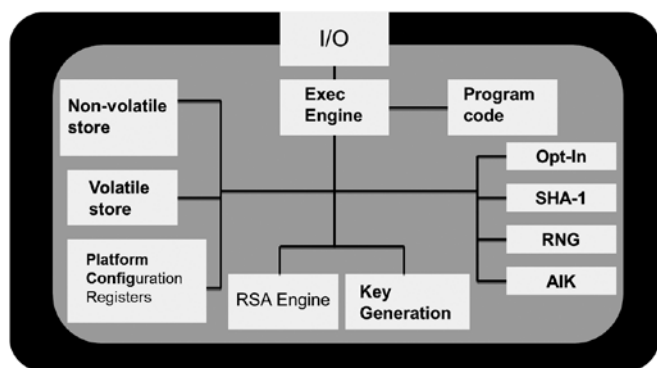 I/O
Exec
Engine
Program
code
Non-volatile
store
Volatile
store
Platform
Configuration
Registers
Opt-In
SHA-1
RNG
AIK
RSA Engine
Key
Generation